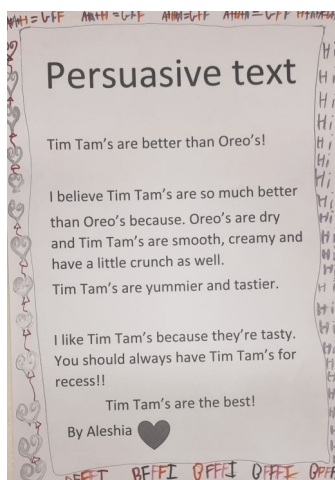 Persuasive text
Tim Tam's are better than Oreo's!
I believe Tim Tam's are so much better
than Oreo's because. Oreo's are dry
and Tim Tam's are smooth, creamy and
have a little crunch as well.
Tim Tam's are yummier and tastier.
I like Tim Tam's because they're tasty.
You should always have Tim Tam's for
recess!!
Tim Tam's are the best!
By Aleshia